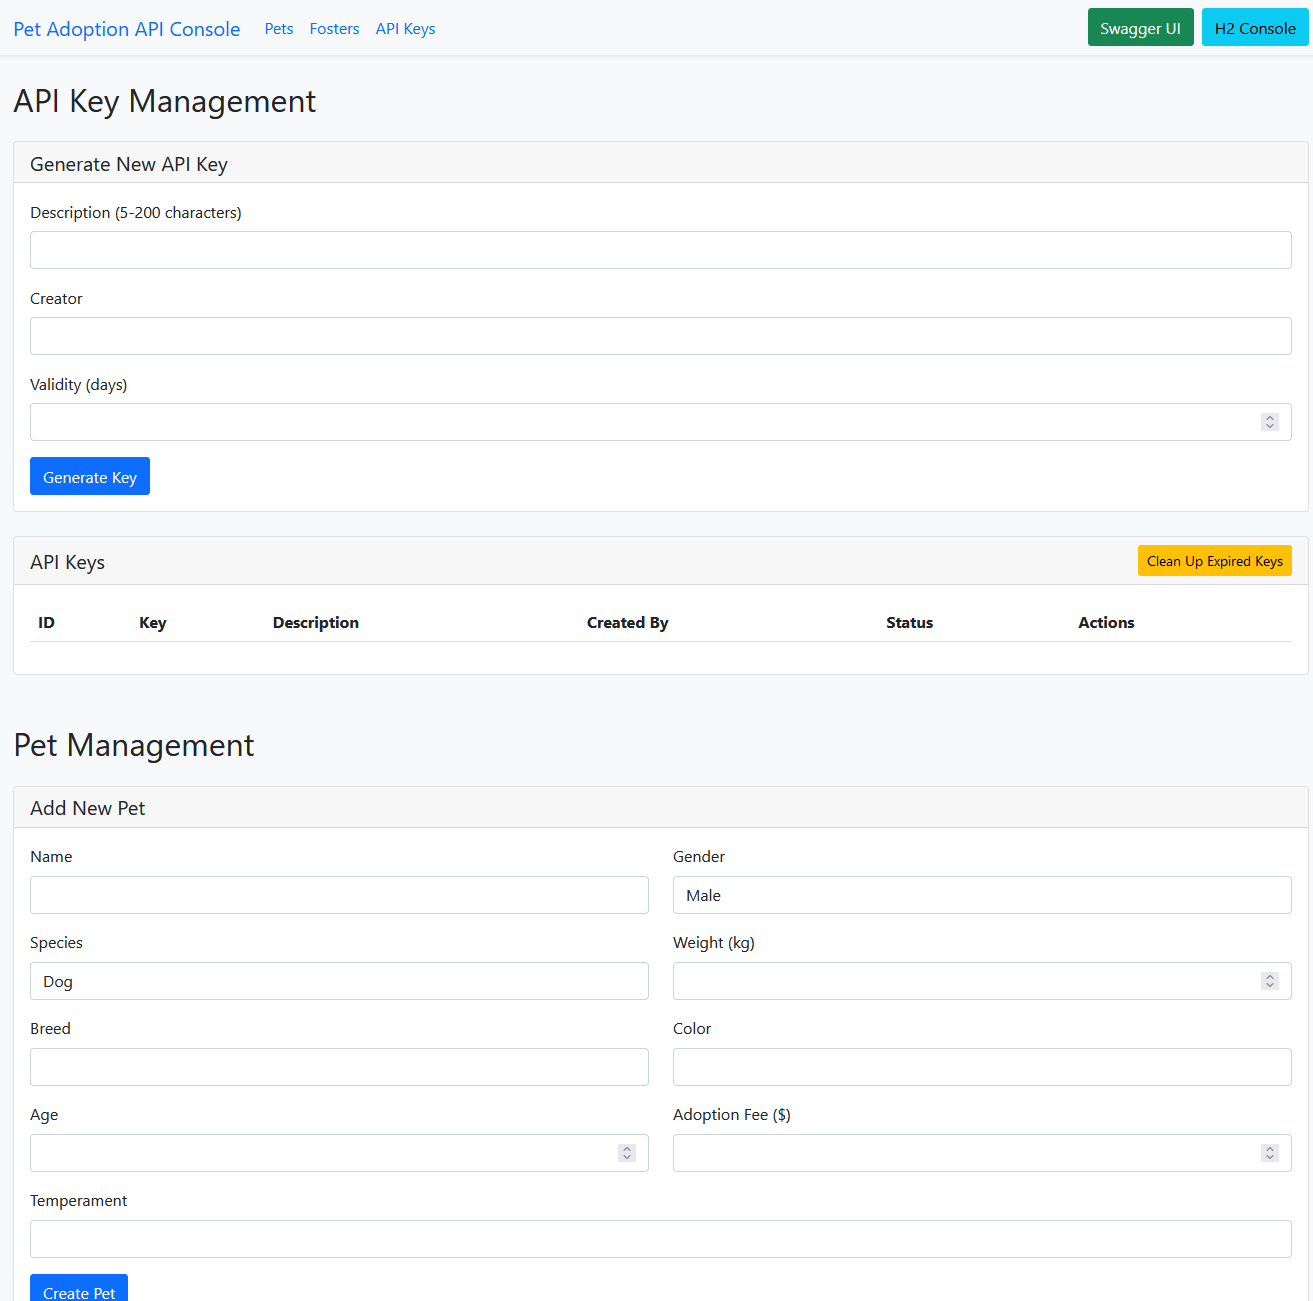 Pet Adoption API Console Pets Fosters API Keys Swagger UI H2 Console
API Key Management
Generate New API Key
Description (5-200 characters)
Creator
Validity (days)
Generate Key
API Keys Clean Up Expired Keys
ID Key Description Created By Status Actions
Pet Management
Add New Pet
Name Gender
Male
Species Weight (kg)
Dog
Breed Color
Age Adoption Fee ($)
Temperament
Create Pet